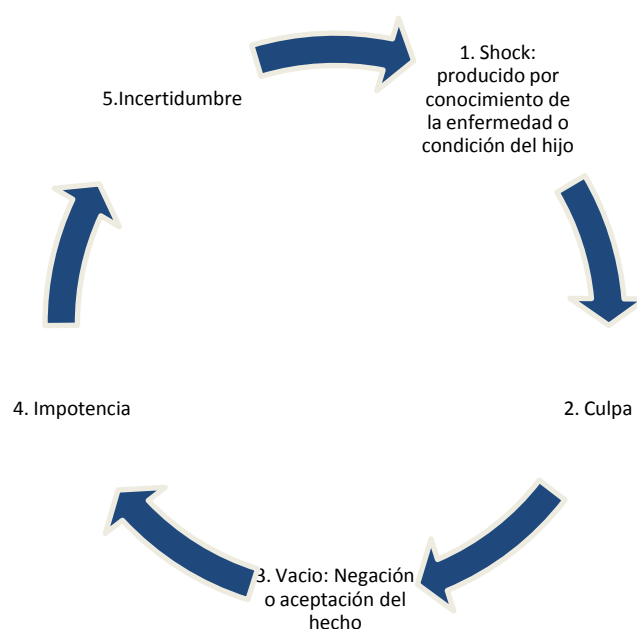 1. Shock:
producido por
conocimiento de
la enfermedad o
condición del hijo
2. Culpa
3. Vacio: Negación
o aceptación del
hecho
4. Impotencia
5.Incertidumbre